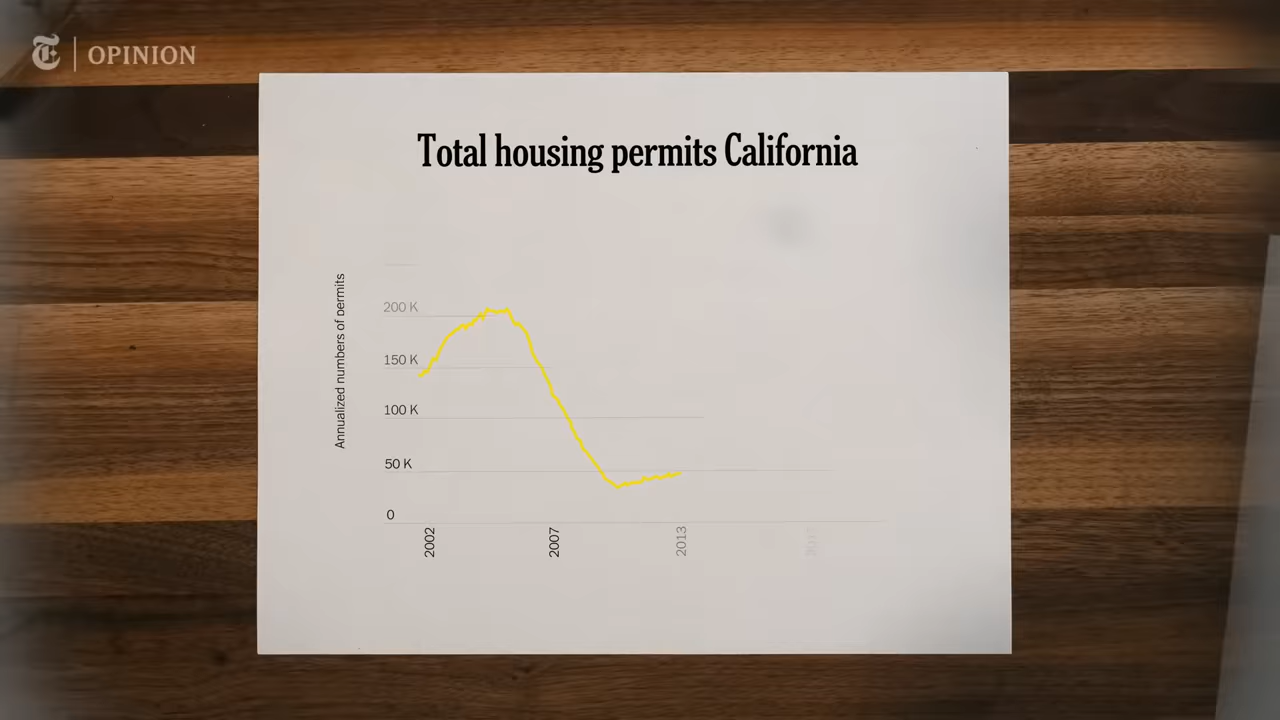 OPINION
Total housing permits California
Annualized numbers of permits
200 K
150 K
100 K
50 K
0
2002
2007
2013